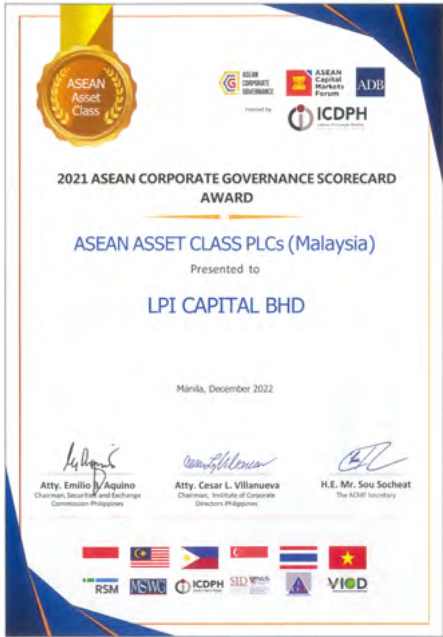 ASEAN
Asset
Class
ASEAN
CORPORATE
GOVERNANCE
ASEAN
Capital
Markets
Forum
ADB
Hosted by
ICDPH
2021 ASEAN CORPORATE GOVERNANCE SCORECARD
AWARD
ASEAN ASSET CLASS PLCs (Malaysia)
Presented to
LPI CAPITAL BHD
Manila, December 2022
Atty. Emilio B. Aquino
Chairman, Securities and Exchange
Commission Philippines
Atty. Cesar L. Villanueva
Chairman, Institute of Corporate
Directors Philippines
H.E. Mr. Sou Socheat
The ACMF Secretary
RSM
MSWG
ICDPH
SID
VIOD